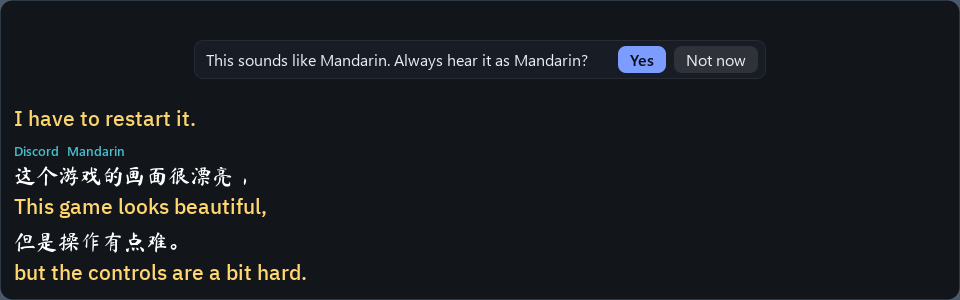 This sounds like Mandarin. Always hear it as Mandarin? Yes Not now
I have to restart it.
Discord Mandarin
这个游戏的画面很漂亮，
This game looks beautiful,
但是操作有点难。
but the controls are a bit hard.